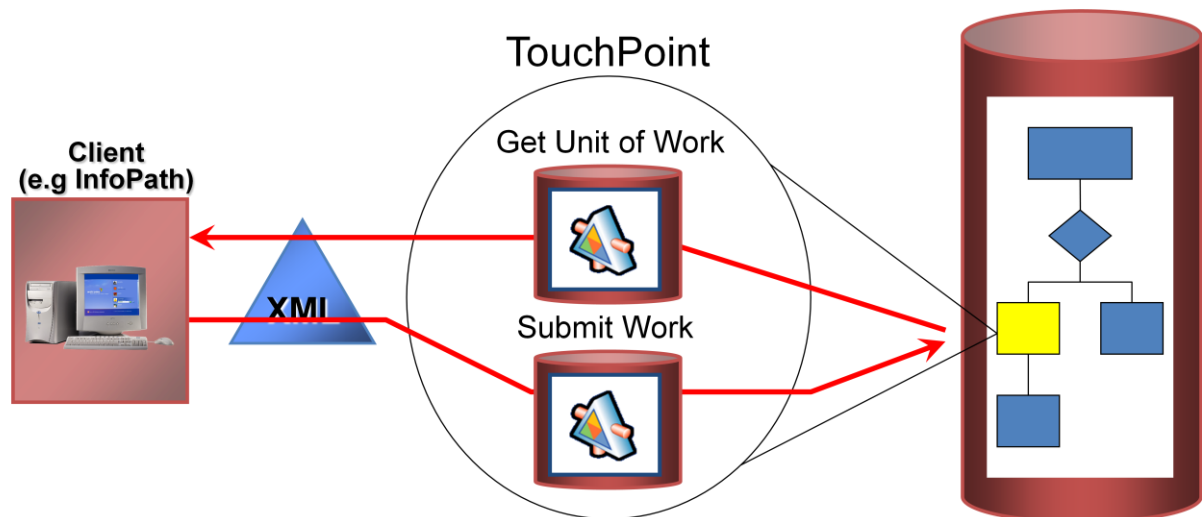 TouchPoint
Get Unit of Work
Client
(e.g InfoPath)
XML
Submit Work